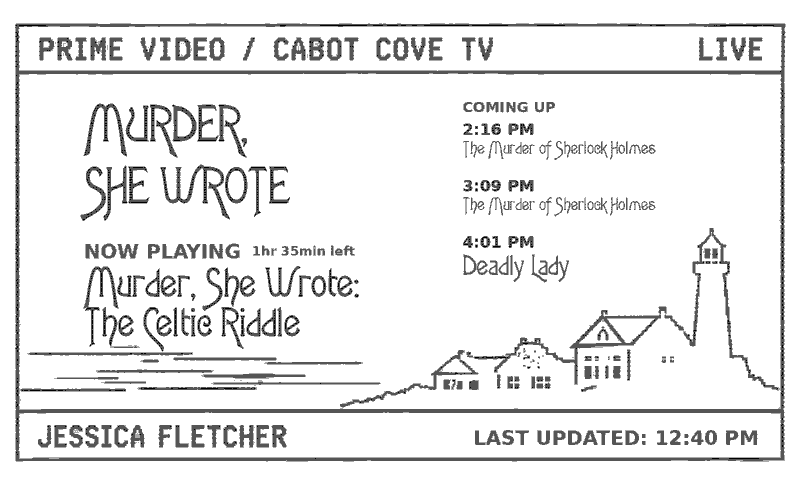 PRIME VIDEO / CABOT COVE TV
LIVE
MURDER,
SHE WROTE
NOW PLAYING 1hr 35min left
Murder, She Wrote:
The Celtic Riddle
COMING UP
2:16 PM
The Murder of Sherlock Holmes
3:09 PM
The Murder of Sherlock Holmes
4:01 PM
Deadly Lady
JESSICA FLETCHER
LAST UPDATED: 12:40 PM